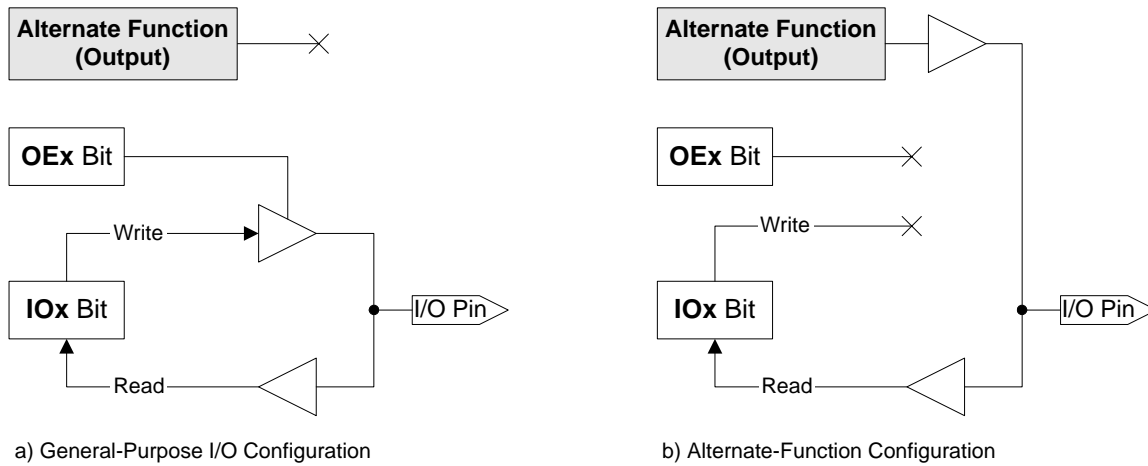 Alternate Function
(Output)
OEx Bit
Write
IOx Bit
I/O Pin
Read
a) General-Purpose I/O Configuration
Alternate Function
(Output)
OEx Bit
Write
IOx Bit
I/O Pin
Read
b) Alternate-Function Configuration